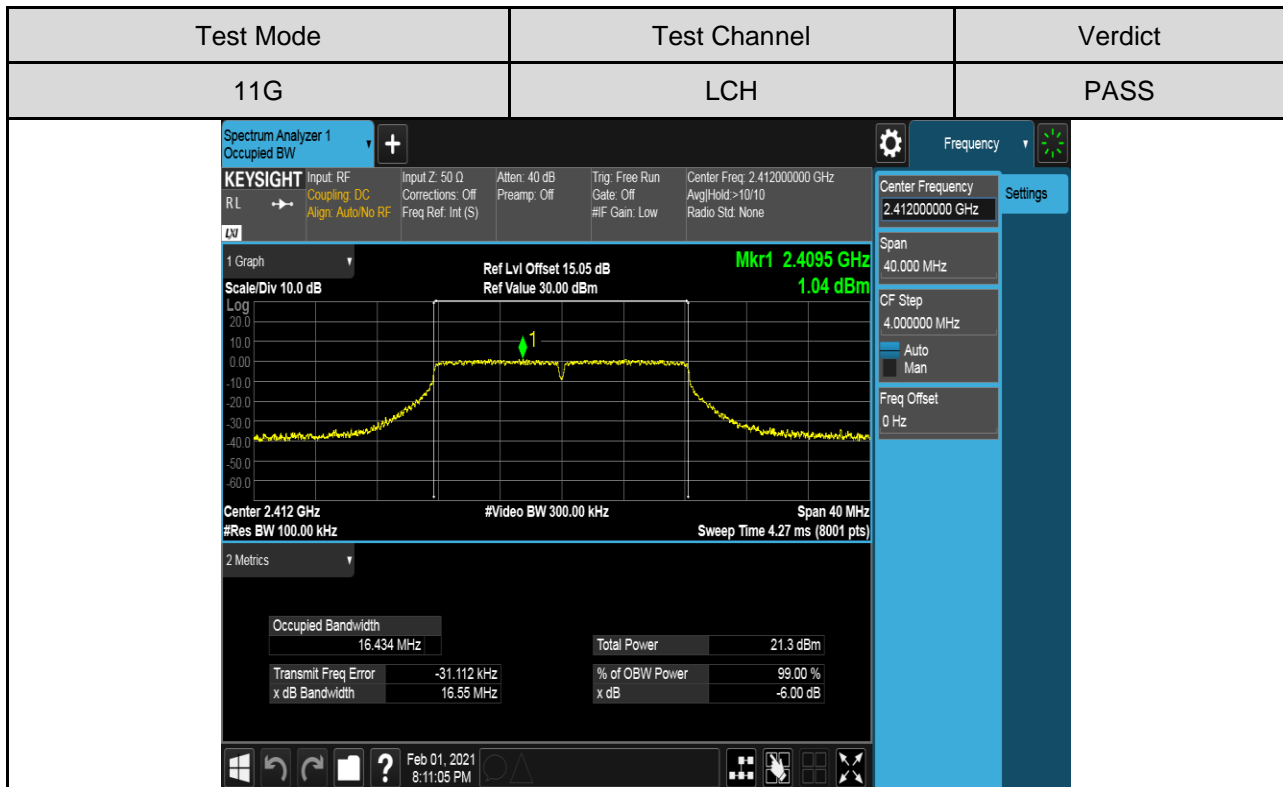 Test Mode Test Channel Verdict
11G LCH PASS
Spectrum Analyzer 1
Occupied BW
+
Frequency
KEYSIGHT Input: RF Input Z: 50 Ω Atten: 40 dB Trig: Free Run Center Freq: 2.412000000 GHz
R L Coupling: DC Corrections: Off Preamp: Off Gate: Off Avg|Hold:>10/10
Align: Auto/No RF Freq Ref: Int (S) #IF Gain: Low Radio Std: None
LXI
Center Frequency
2.412000000 GHz
Settings
Span
40.000 MHz
CF Step
4.000000 MHz
Auto
Man
Freq Offset
0 Hz
1 Graph
Ref Lvl Offset 15.05 dB Mkr1 2.4095 GHz
Scale/Div 10.0 dB Ref Value 30.00 dBm 1.04 dBm
Log
20.0
10.0
1
0.00
-10.0
-20.0
-30.0
-40.0
-50.0
-60.0
Center 2.412 GHz #Video BW 300.00 kHz Span 40 MHz
#Res BW 100.00 kHz Sweep Time 4.27 ms (8001 pts)
2 Metrics
Occupied Bandwidth
16.434 MHz Total Power 21.3 dBm
Transmit Freq Error -31.112 kHz % of OBW Power 99.00 %
x dB Bandwidth 16.55 MHz x dB -6.00 dB
? Feb 01, 2021
8:11:05 PM